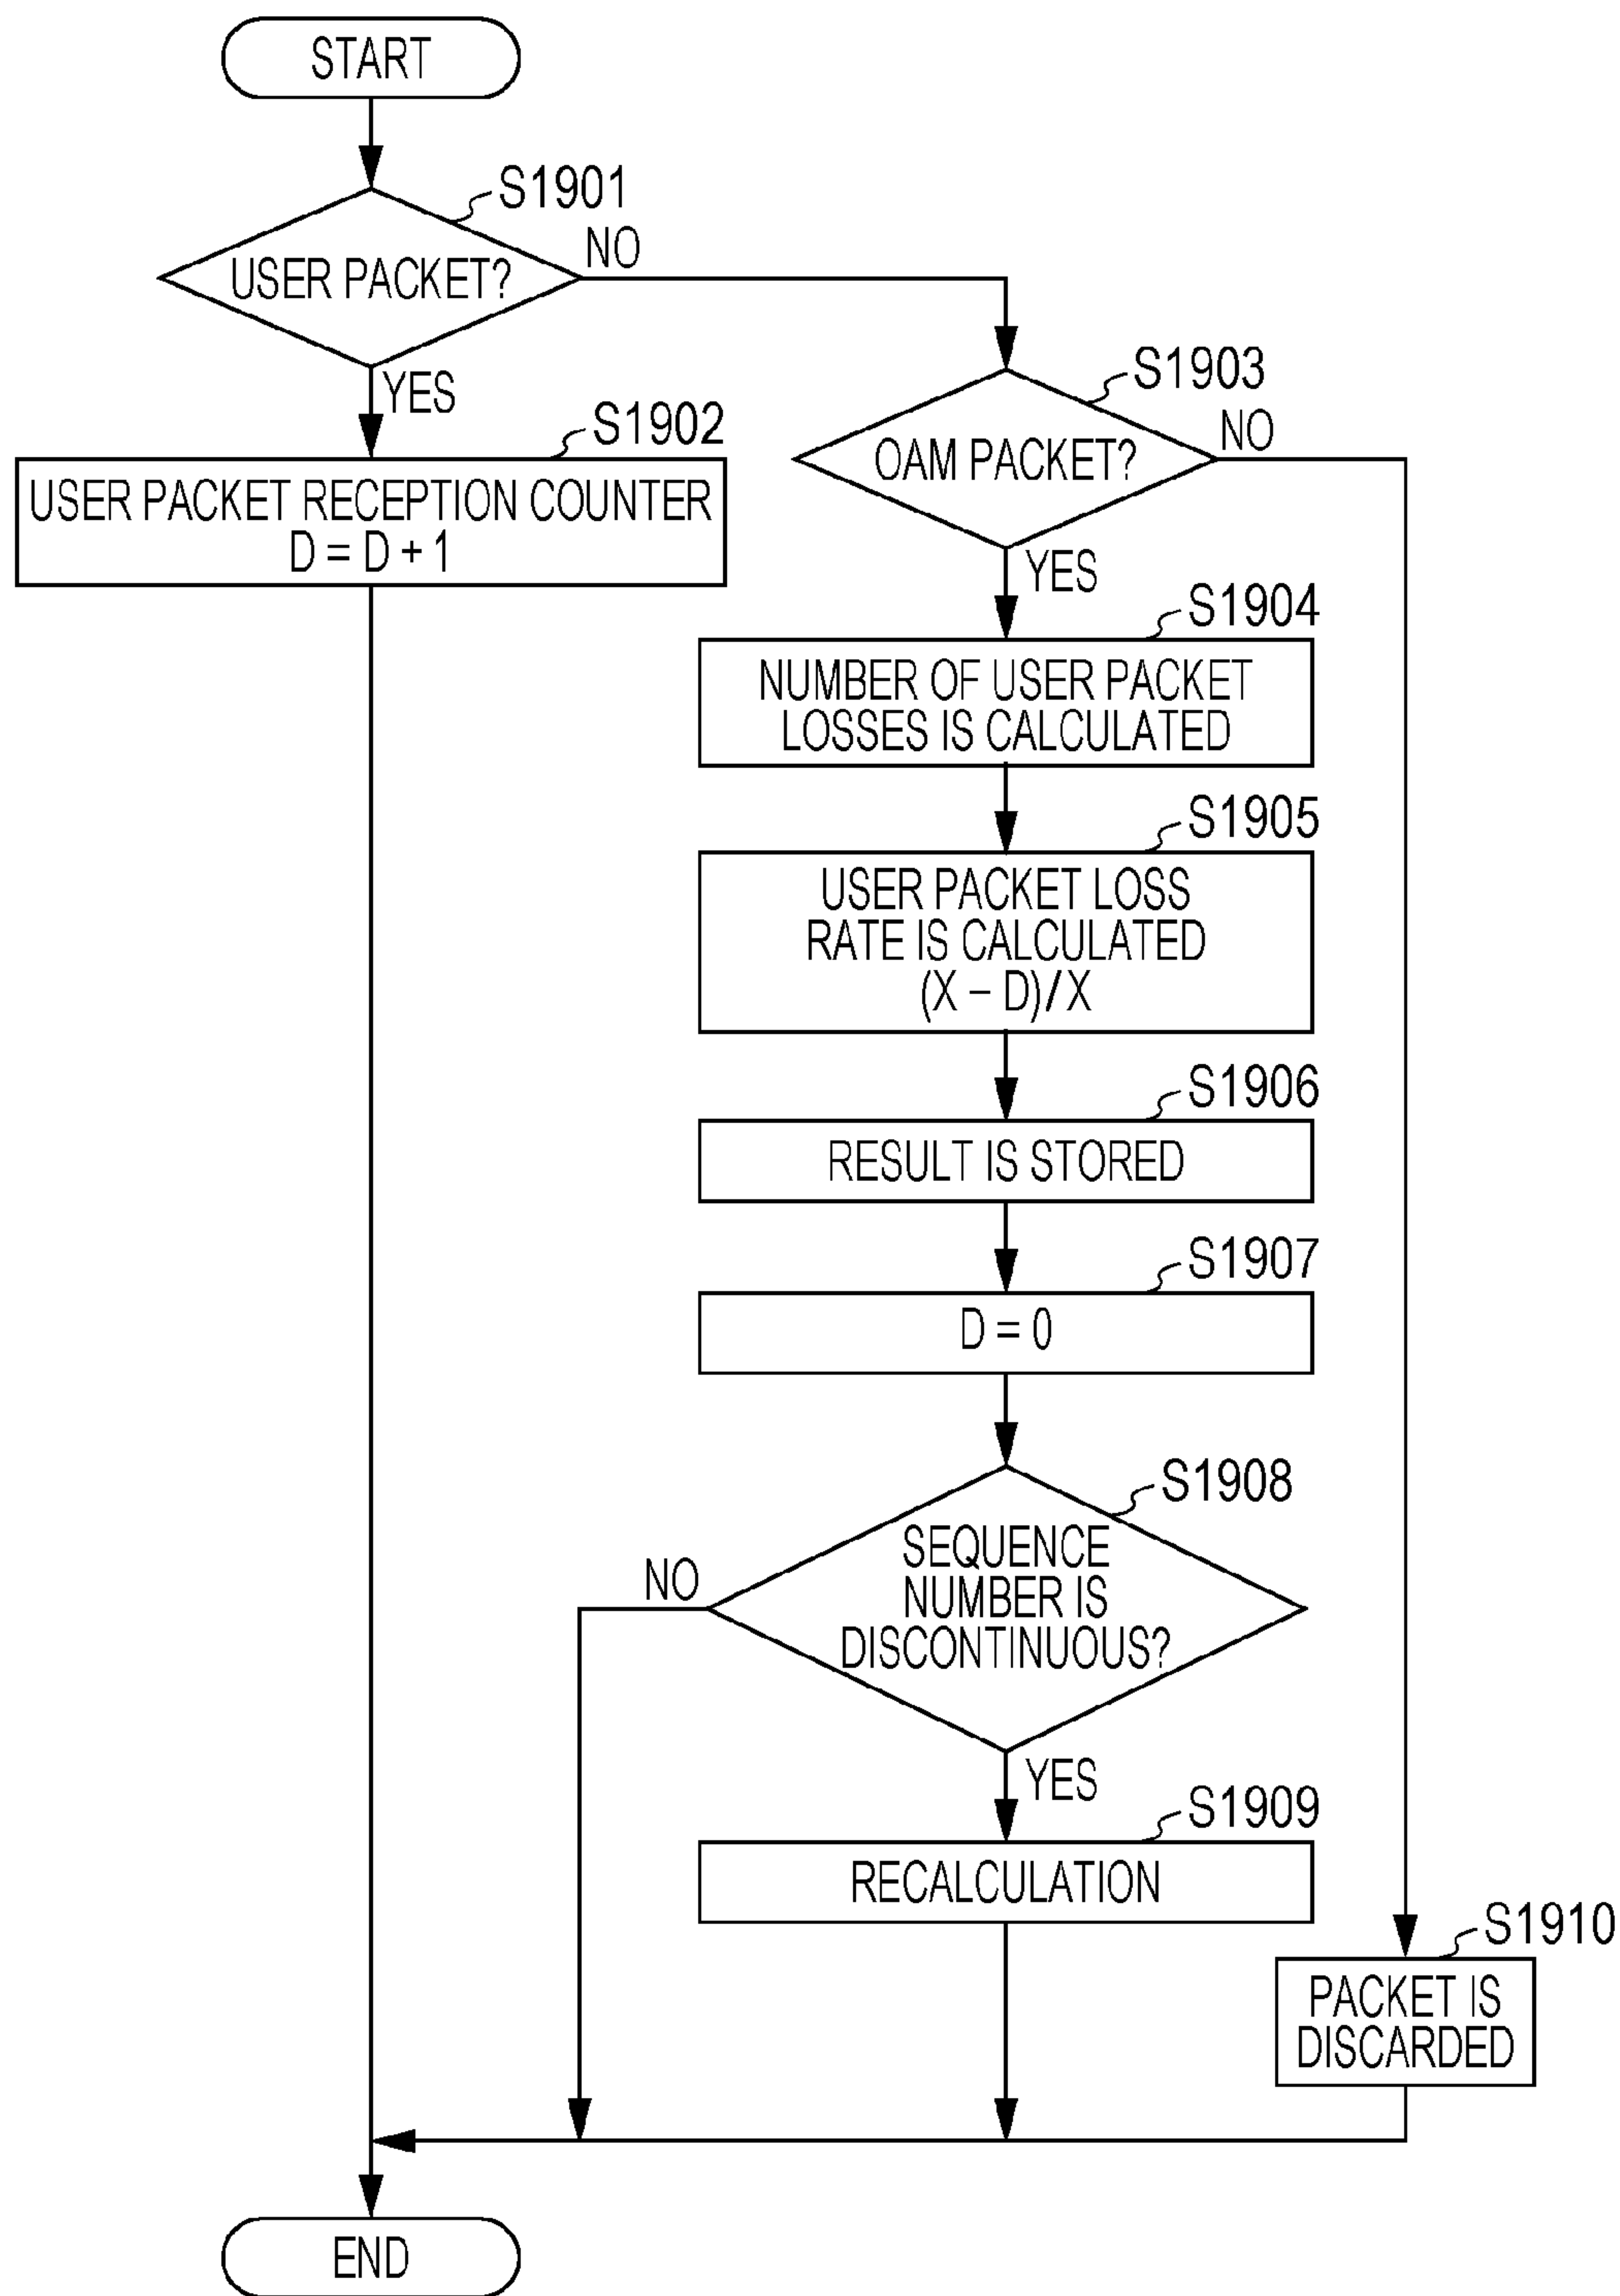 START
S1901
USER PACKET?
NO
YES
S1902
USER PACKET RECEPTION COUNTER
D = D + 1
S1903
OAM PACKET?
NO
YES
S1904
NUMBER OF USER PACKET
LOSSES IS CALCULATED
S1905
USER PACKET LOSS
RATE IS CALCULATED
(X – D)/X
S1906
RESULT IS STORED
S1907
D = 0
S1908
SEQUENCE
NUMBER IS
DISCONTINUOUS?
NO
YES
S1909
RECALCULATION
S1910
PACKET IS
DISCARDED
END